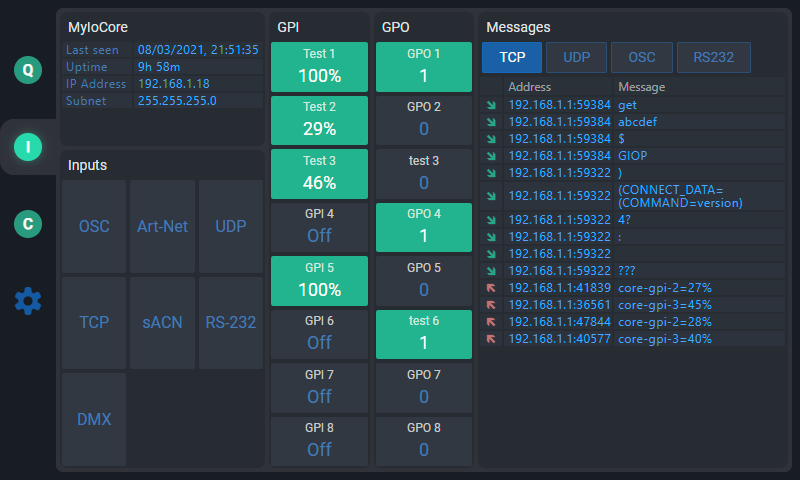 Q
I
C
MyIoCore
Last seen 08/03/2021, 21:51:35
Uptime 9h 58m
IP Address 192.168.1.18
Subnet 255.255.255.0
Inputs
OSC Art-Net UDP
TCP sACN RS-232
DMX
GPI
Test 1
100%
Test 2
29%
Test 3
46%
GPI 4
Off
GPI 5
100%
GPI 6
Off
GPI 7
Off
GPI 8
Off
GPO
GPO 1
1
GPO 2
0
test 3
0
GPO 4
1
GPO 5
0
test 6
1
GPO 7
0
GPO 8
0
Messages
TCP UDP OSC RS232
Address Message
192.168.1.1:59384 get
192.168.1.1:59384 abcdef
192.168.1.1:59384 $
192.168.1.1:59384 GIOP
192.168.1.1:59322 )
192.168.1.1:59322 (CONNECT_DATA=
(COMMAND=version)
192.168.1.1:59322 4?
192.168.1.1:59322 :
192.168.1.1:59322
192.168.1.1:59322 ???
192.168.1.1:41839 core-gpi-2=27%
192.168.1.1:36561 core-gpi-3=45%
192.168.1.1:47844 core-gpi-2=28%
192.168.1.1:40577 core-gpi-3=40%